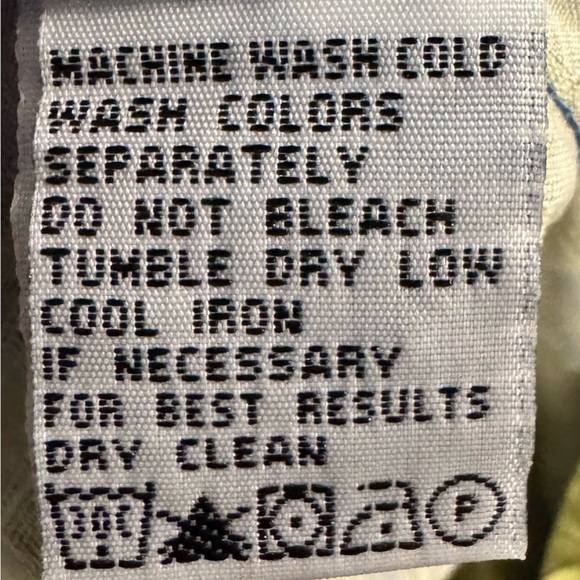 MACHINE WASH COLD
WASH COLORS
SEPARATELY
DO NOT BLEACH
TUMBLE DRY LOW
COOL IRON
IF NECESSARY
FOR BEST RESULTS
DRY CLEAN
30C P